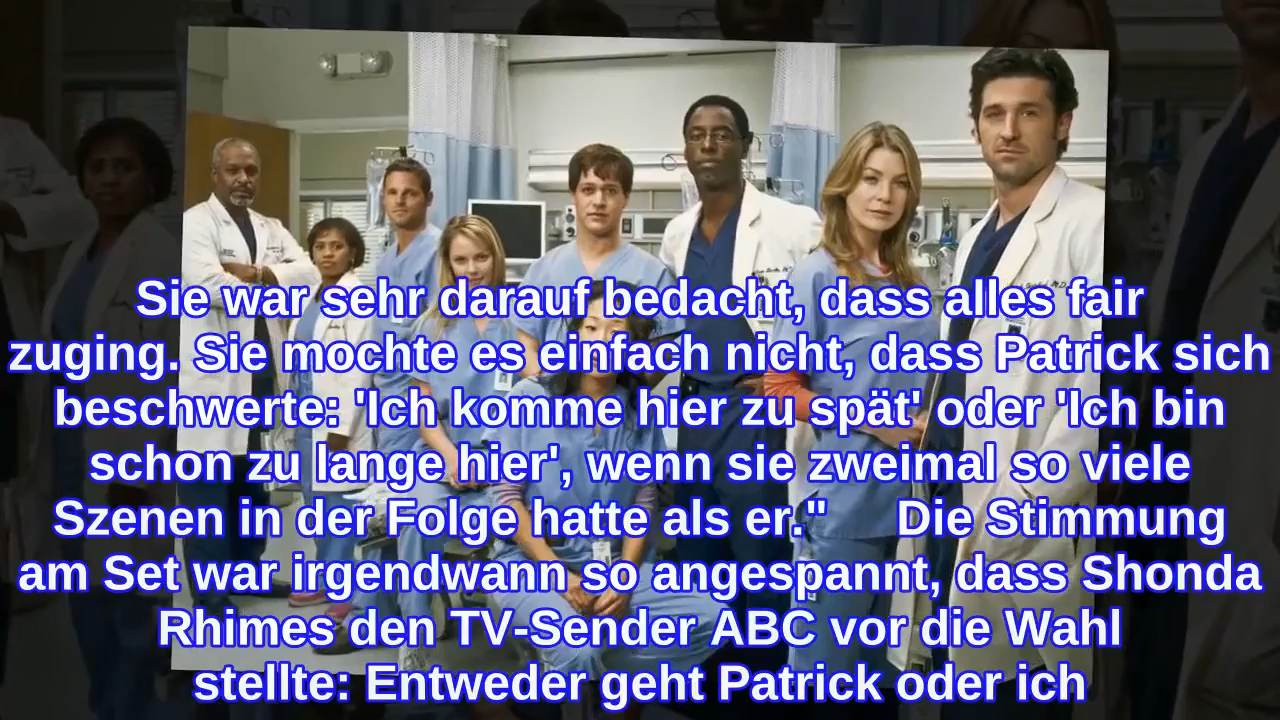 Sie war sehr darauf bedacht, dass alles fair
zuging. Sie mochte es einfach nicht, dass Patrick sich
beschwerte: 'Ich komme hier zu spät' oder 'Ich bin
schon zu lange hier', wenn sie zweimal so viele
Szenen in der Folge hatte als er." Die Stimmung
am Set war irgendwann so angespannt, dass Shonda
Rhimes den TV-Sender ABC vor die Wahl
stellte: Entweder geht Patrick oder ich